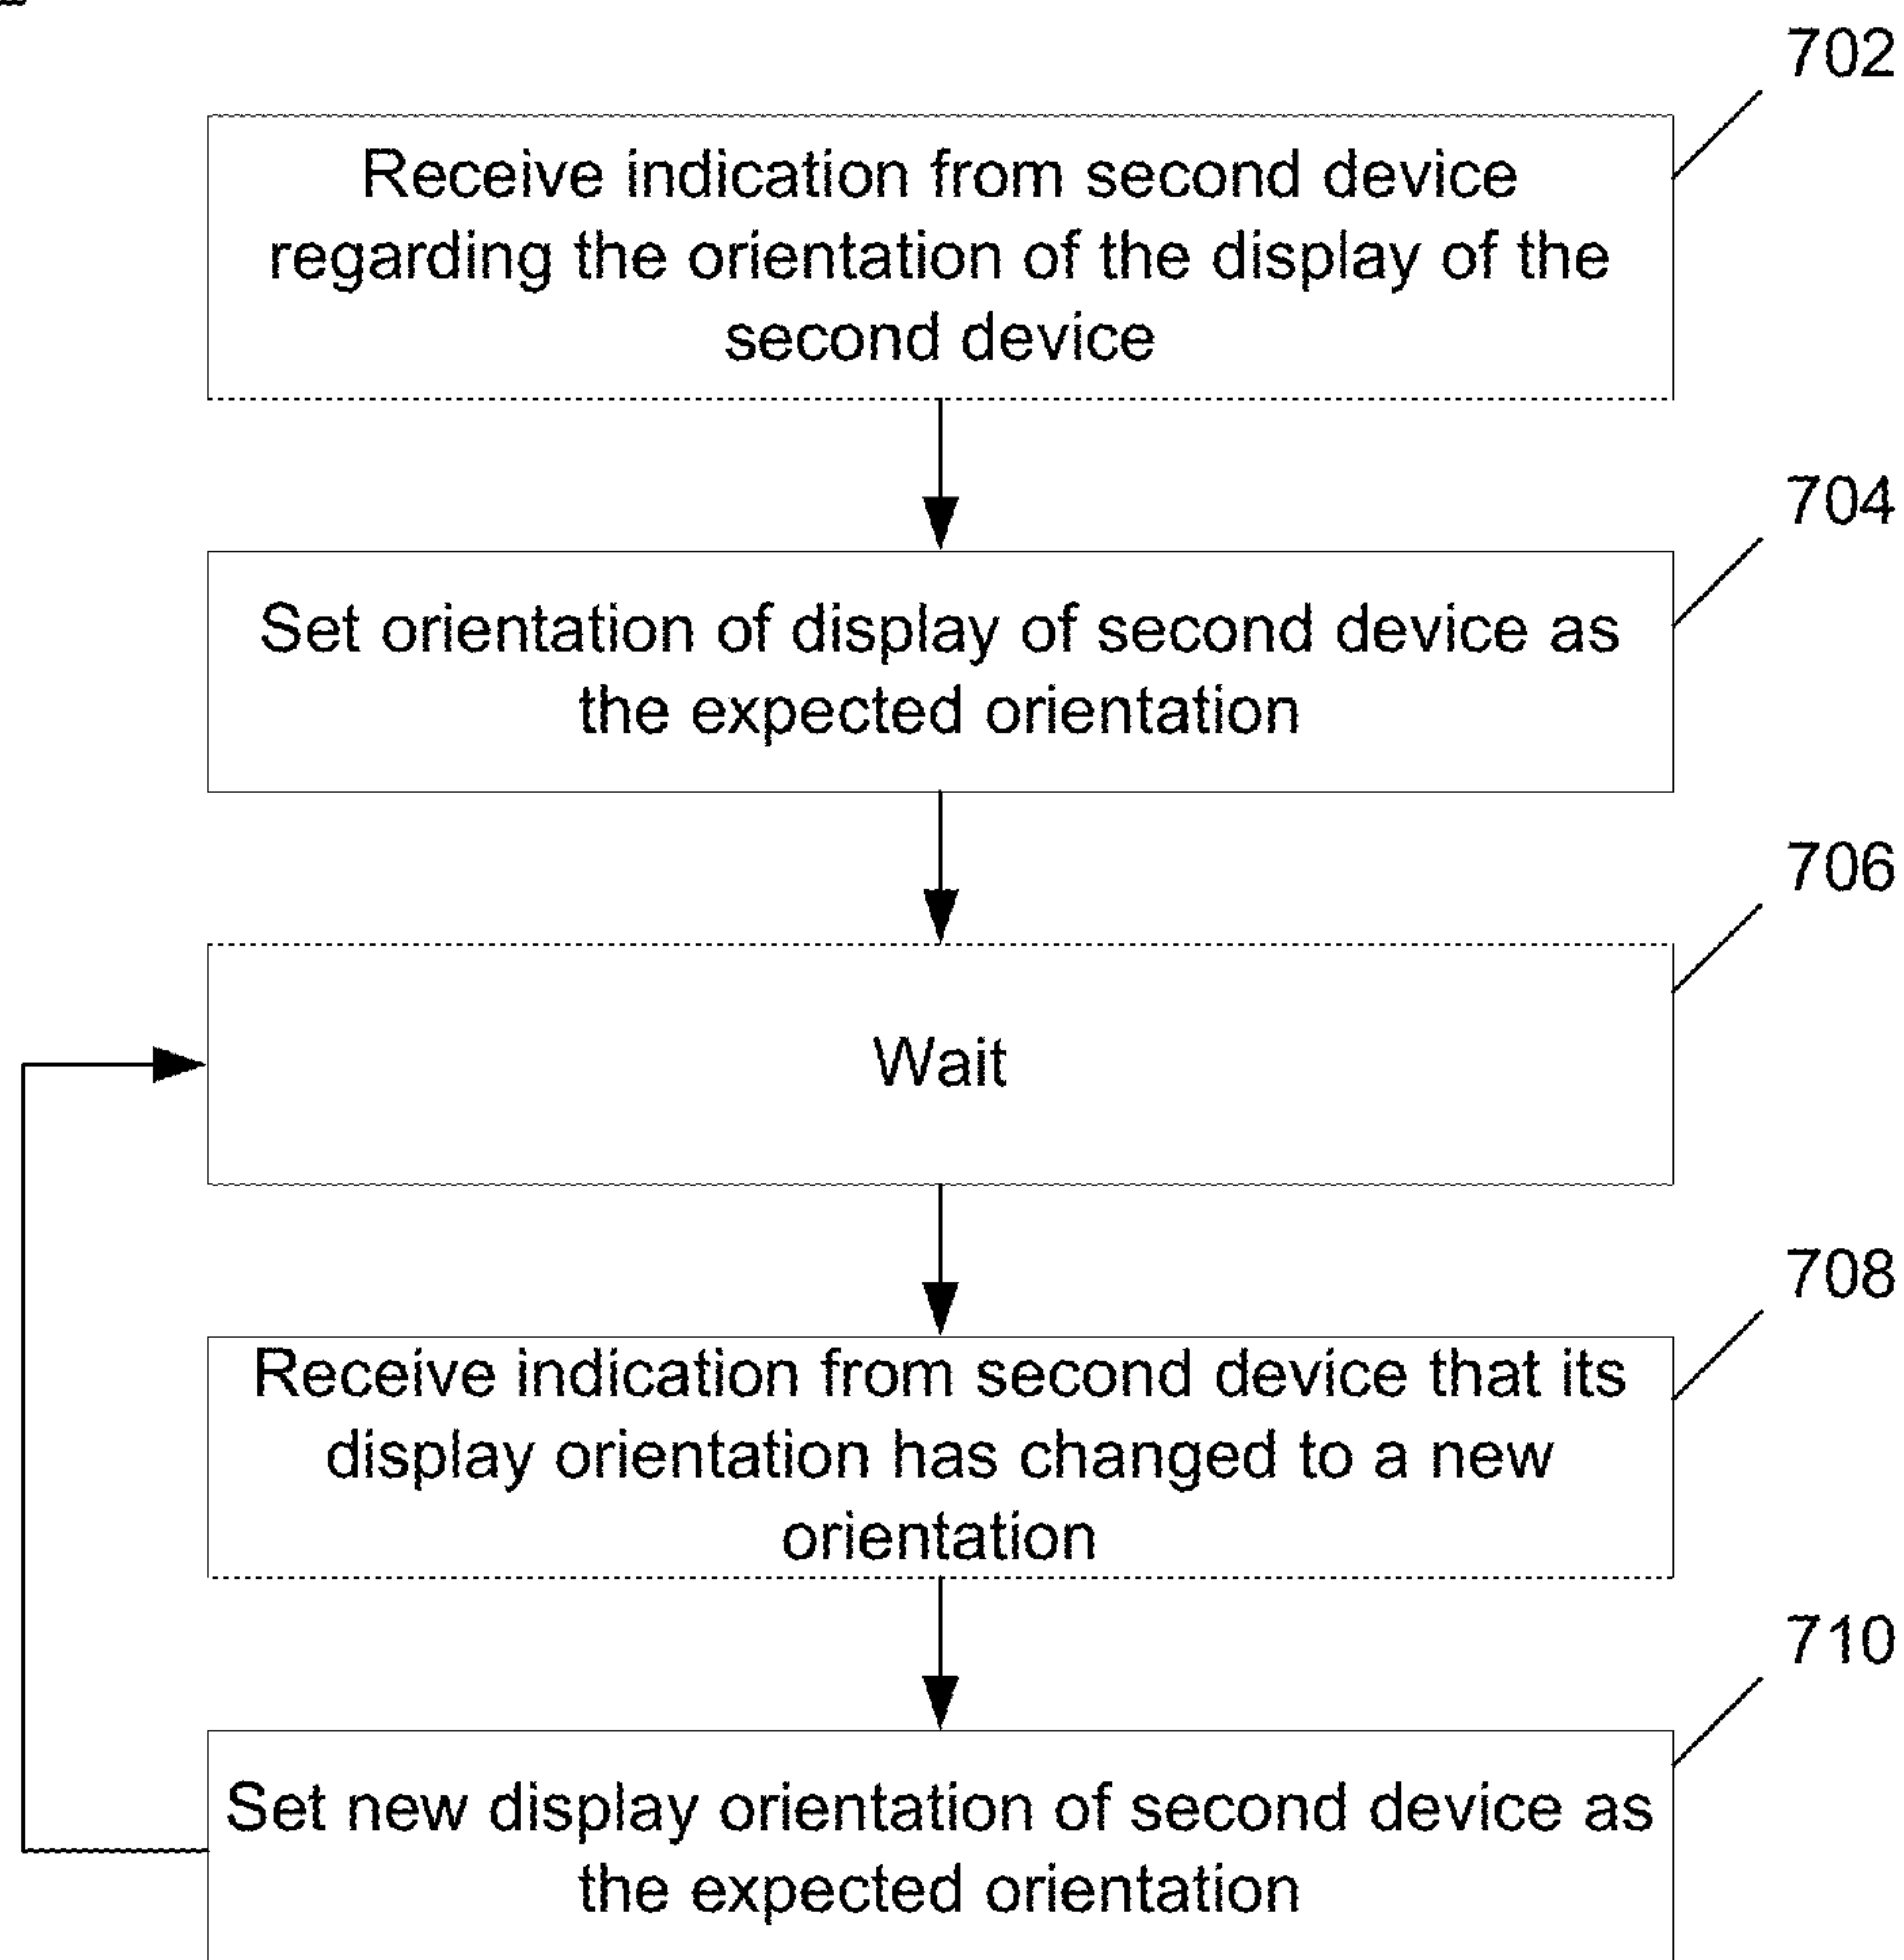 702
Receive indication from second device
regarding the orientation of the display of the
second device
704
Set orientation of display of second device as
the expected orientation
706
Wait
708
Receive indication from second device that its
display orientation has changed to a new
orientation
710
Set new display orientation of second device as
the expected orientation